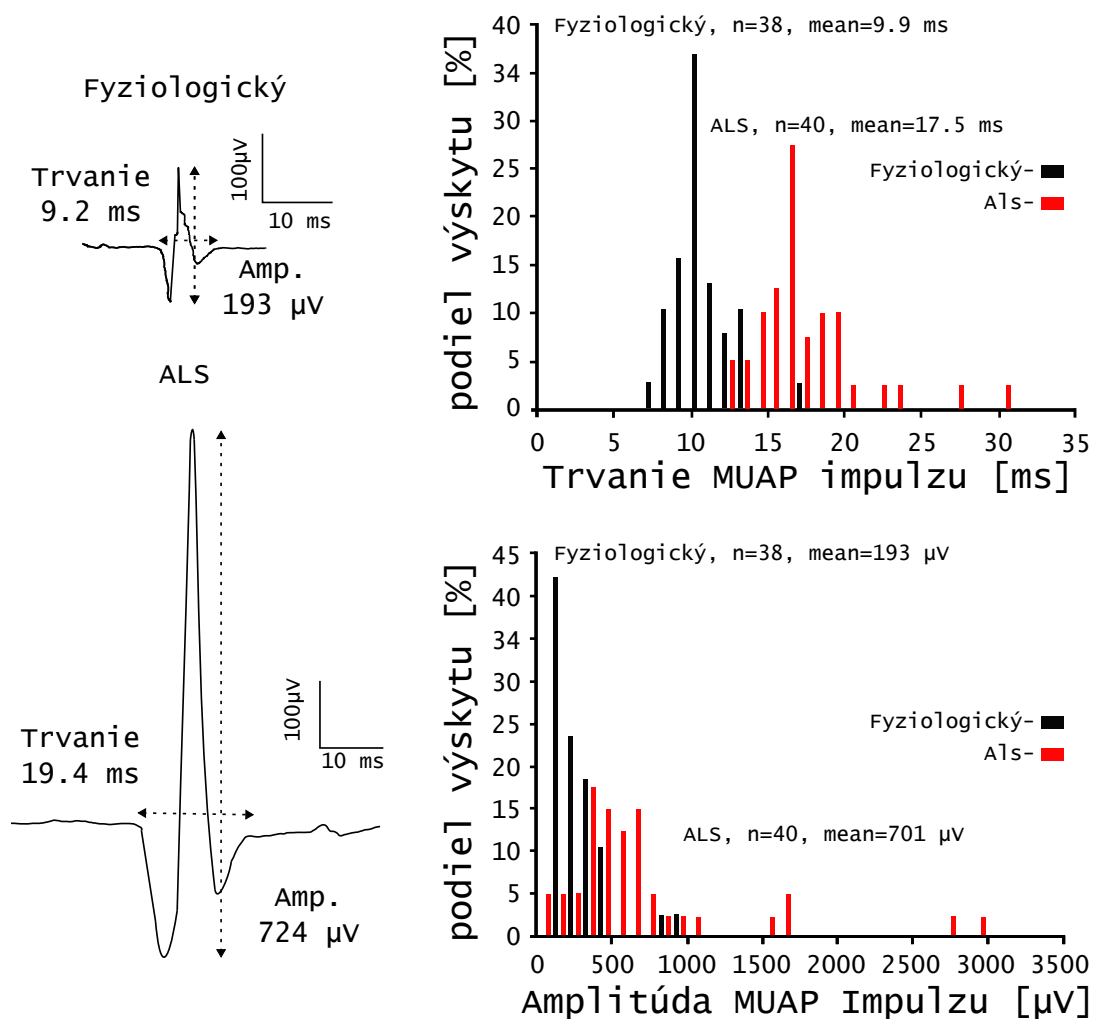 Fyziologický
100µV
10 ms
Trvanie
9.2 ms
Amp.
193 µV
ALS
100µV
10 ms
Trvanie
19.4 ms
Amp.
724 µV
podiel výskytu [%]
40
34
30
25
20
15
10
5
0
Fyziologický, n=38, mean=9.9 ms
ALS, n=40, mean=17.5 ms
Fyziologický-
Als-
0 5 10 15 20 25 30 35
Trvanie MUAP impulzu [ms]
podiel výskytu [%]
45
40
34
30
25
20
15
10
5
0
Fyziologický, n=38, mean=193 µV
Fyziologický-
Als-
ALS, n=40, mean=701 µV
0 500 1000 1500 2000 2500 3000 3500
Amplitúda MUAP Impulzu [µV]